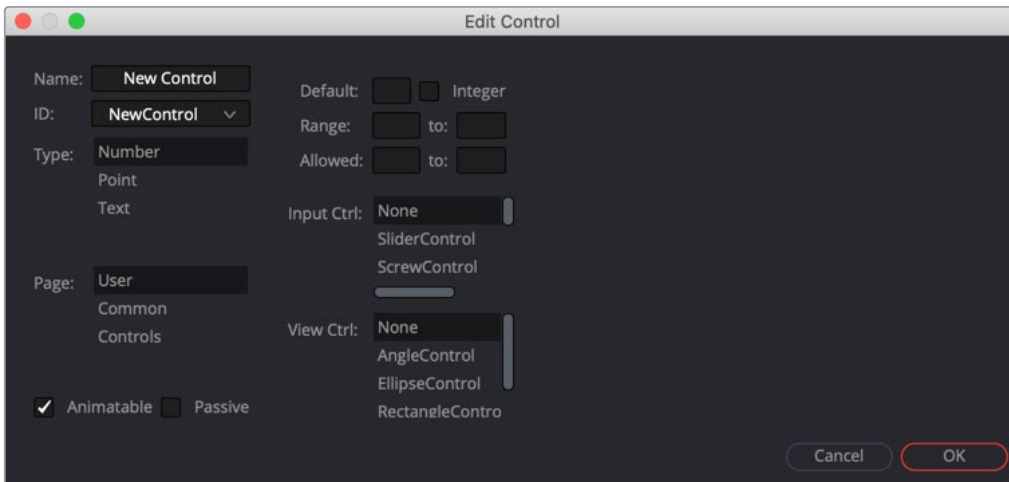 Edit Control
Name: New Control
ID: NewControl
Type: Number
Point
Text
Page: User
Common
Controls
Animatable Passive
Default: Integer
Range: to:
Allowed: to:
Input Ctrl: None
SliderControl
ScrewControl
View Ctrl: None
AngleControl
EllipseControl
RectangleContro
Cancel OK